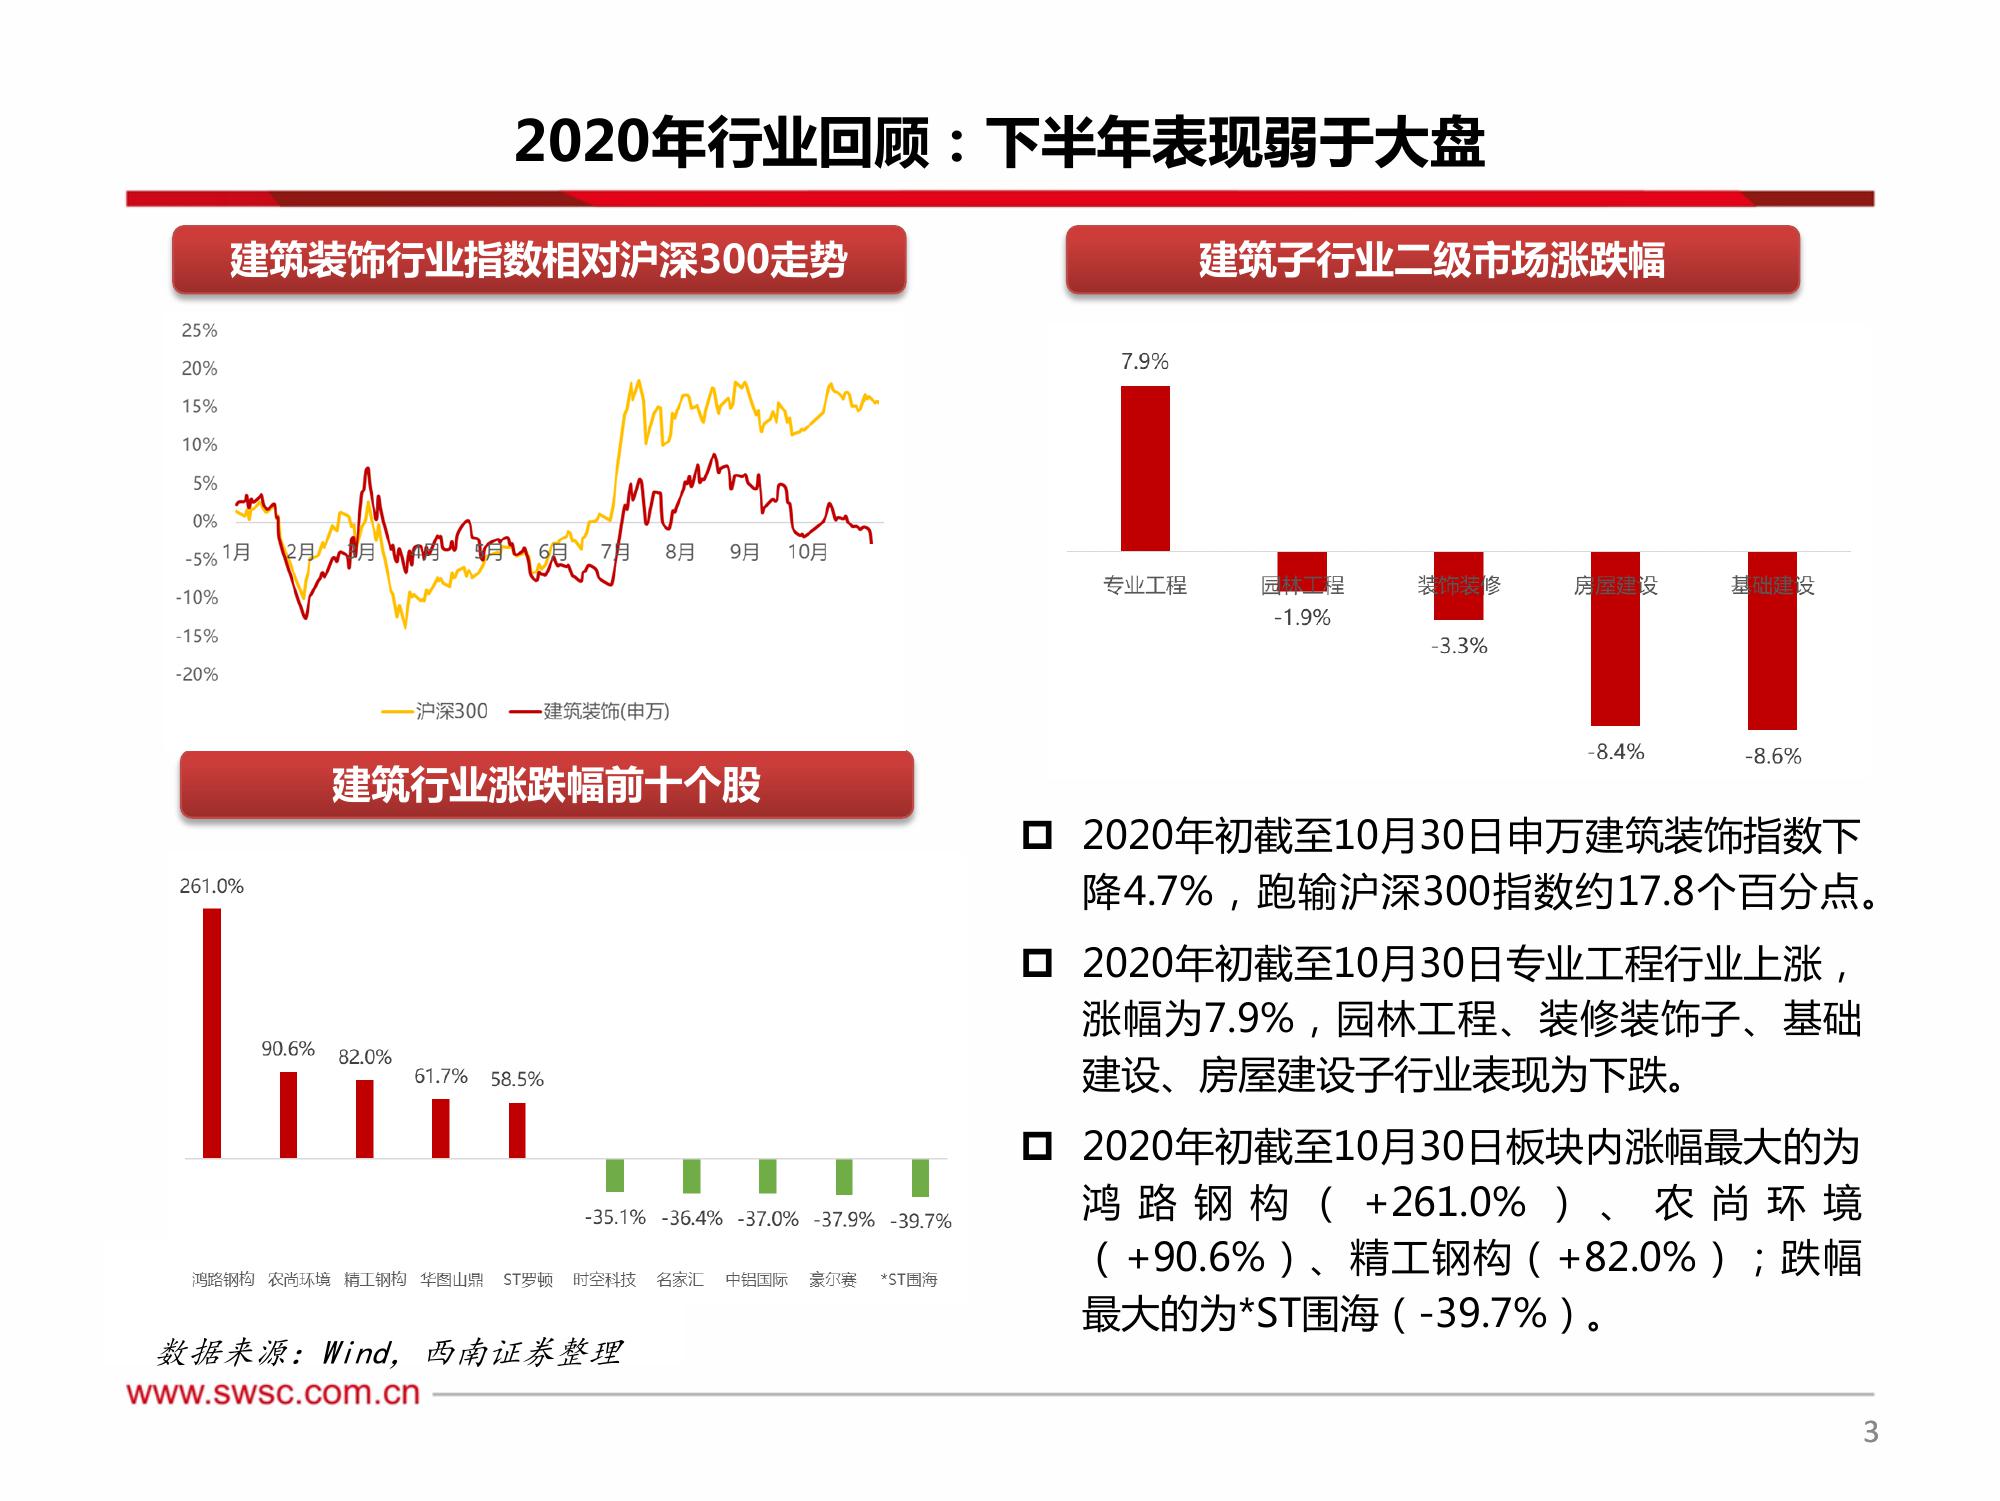 2020年行业回顾：下半年表现弱于大盘
建筑装饰行业指数相对沪深300走势
25%
20%
15%
10%
5%
0%
-5%
-10%
-15%
-20%
1月 2月 3月 4月 5月 6月 7月 8月 9月 10月
沪深300 建筑装饰(申万)
建筑子行业二级市场涨跌幅
7.9%
专业工程 园林工程 装饰装修 房屋建设 基础建设
-1.9%
-3.3%
-8.4%
-8.6%
建筑行业涨跌幅前十个股
261.0%
90.6%
82.0%
61.7%
58.5%
-35.1% -36.4% -37.0% -37.9% -39.7%
鸿路钢构 农尚环境 精工钢构 华图山鼎 ST罗顿 时空科技 名家汇 中铝国际 豪尔赛 *ST围海
2020年初截至10月30日申万建筑装饰指数下
降4.7%，跑输沪深300指数约17.8个百分点。
2020年初截至10月30日专业工程行业上涨，
涨幅为7.9%，园林工程、装修装饰子、基础
建设、房屋建设子行业表现为下跌。
2020年初截至10月30日板块内涨幅最大的为
鸿路钢构（+261.0%）、农尚环境
（+90.6%）、精工钢构（+82.0%）；跌幅
最大的为*ST围海（-39.7%）。
数据来源：Wind，西南证券整理
www.swsc.com.cn
3